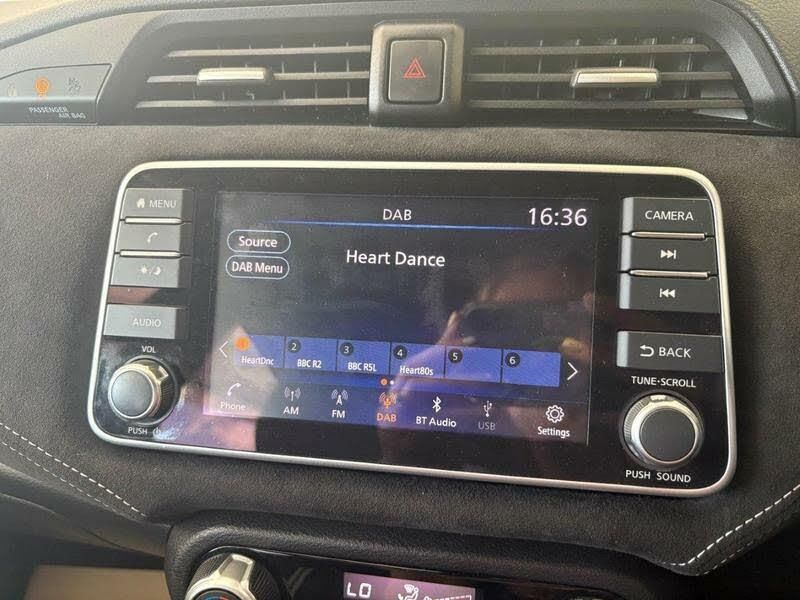 PASSENGER
AIR BAG
MENU
AUDIO
VOL
PUSH
DAB
16:36
Source
DAB Menu
Heart Dance
1 HeartDnc
2 BBC R2
3 BBC R5L
4 Heart80s
5
6
Phone
AM
FM
DAB
BT Audio
USB
Settings
CAMERA
BACK
TUNE·SCROLL
PUSH SOUND
LO